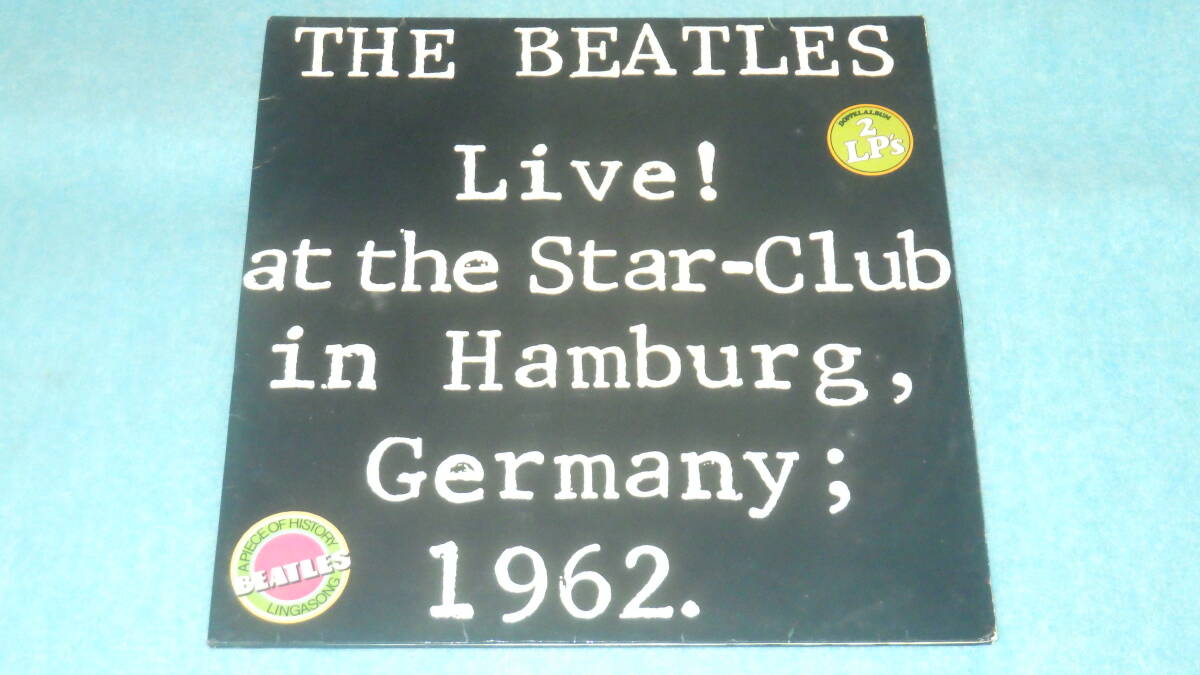 THE BEATLES
DOPPELALBUM
2
LP's
Live!
at the Star-Club
in Hamburg,
Germany;
1962.
A PIECE OF HISTORY
BEATLES
LINGASONG